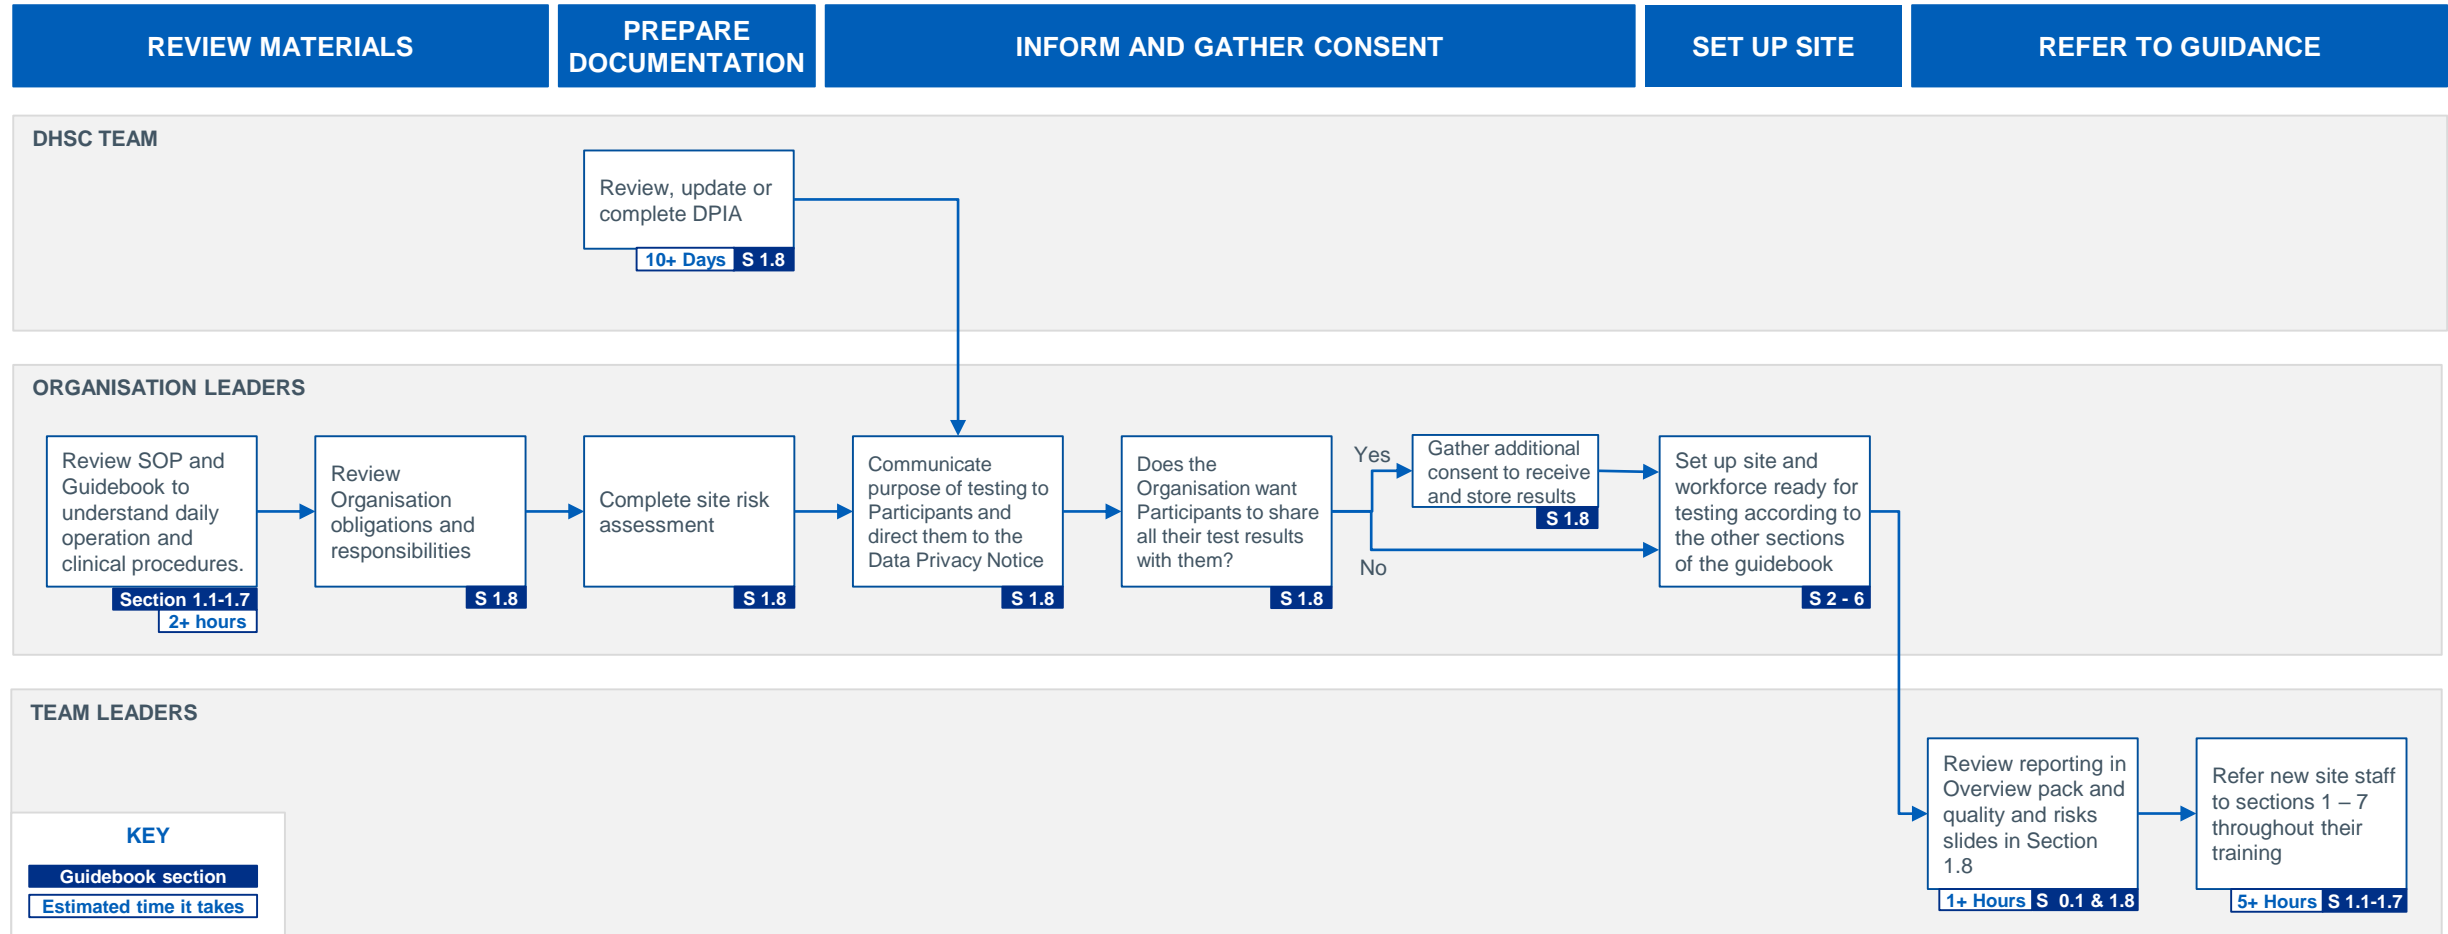 REVIEW MATERIALS
PREPARE
DOCUMENTATION
INFORM AND GATHER CONSENT
SET UP SITE
REFER TO GUIDANCE
DHSC TEAM
Review, update or
complete DPIA
10+ Days
S 1.8
ORGANISATION LEADERS
Review SOP and
Guidebook to
understand daily
operation and
clinical procedures.
Section 1.1-1.7
2+ hours
Review
Organisation
obligations and
responsibilities
S 1.8
Complete site risk
assessment
S 1.8
Communicate
purpose of testing to
Participants and
direct them to the
Data Privacy Notice
S 1.8
Does the
Organisation want
Participants to share
all their test results
with them?
S 1.8
Yes
No
Gather additional
consent to receive
and store results
S 1.8
Set up site and
workforce ready for
testing according to
the other sections
of the guidebook
S 2 - 6
TEAM LEADERS
Review reporting in
Overview pack and
quality and risks
slides in Section
1.8
1+ Hours
S 0.1 & 1.8
Refer new site staff
to sections 1 – 7
throughout their
training
5+ Hours
S 1.1-1.7
KEY
Guidebook section
Estimated time it takes